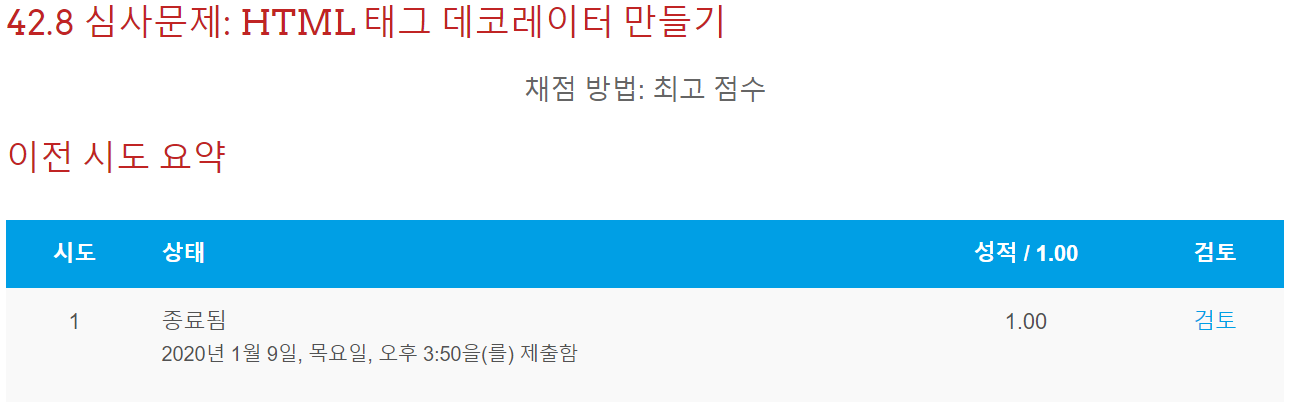 42.8 심사문제: HTML 태그 데코레이터 만들기
채점 방법: 최고 점수
이전 시도 요약
시도 상태 성적 / 1.00 검토
1 종료됨 1.00 검토
2020년 1월 9일, 목요일, 오후 3:50을(를) 제출함